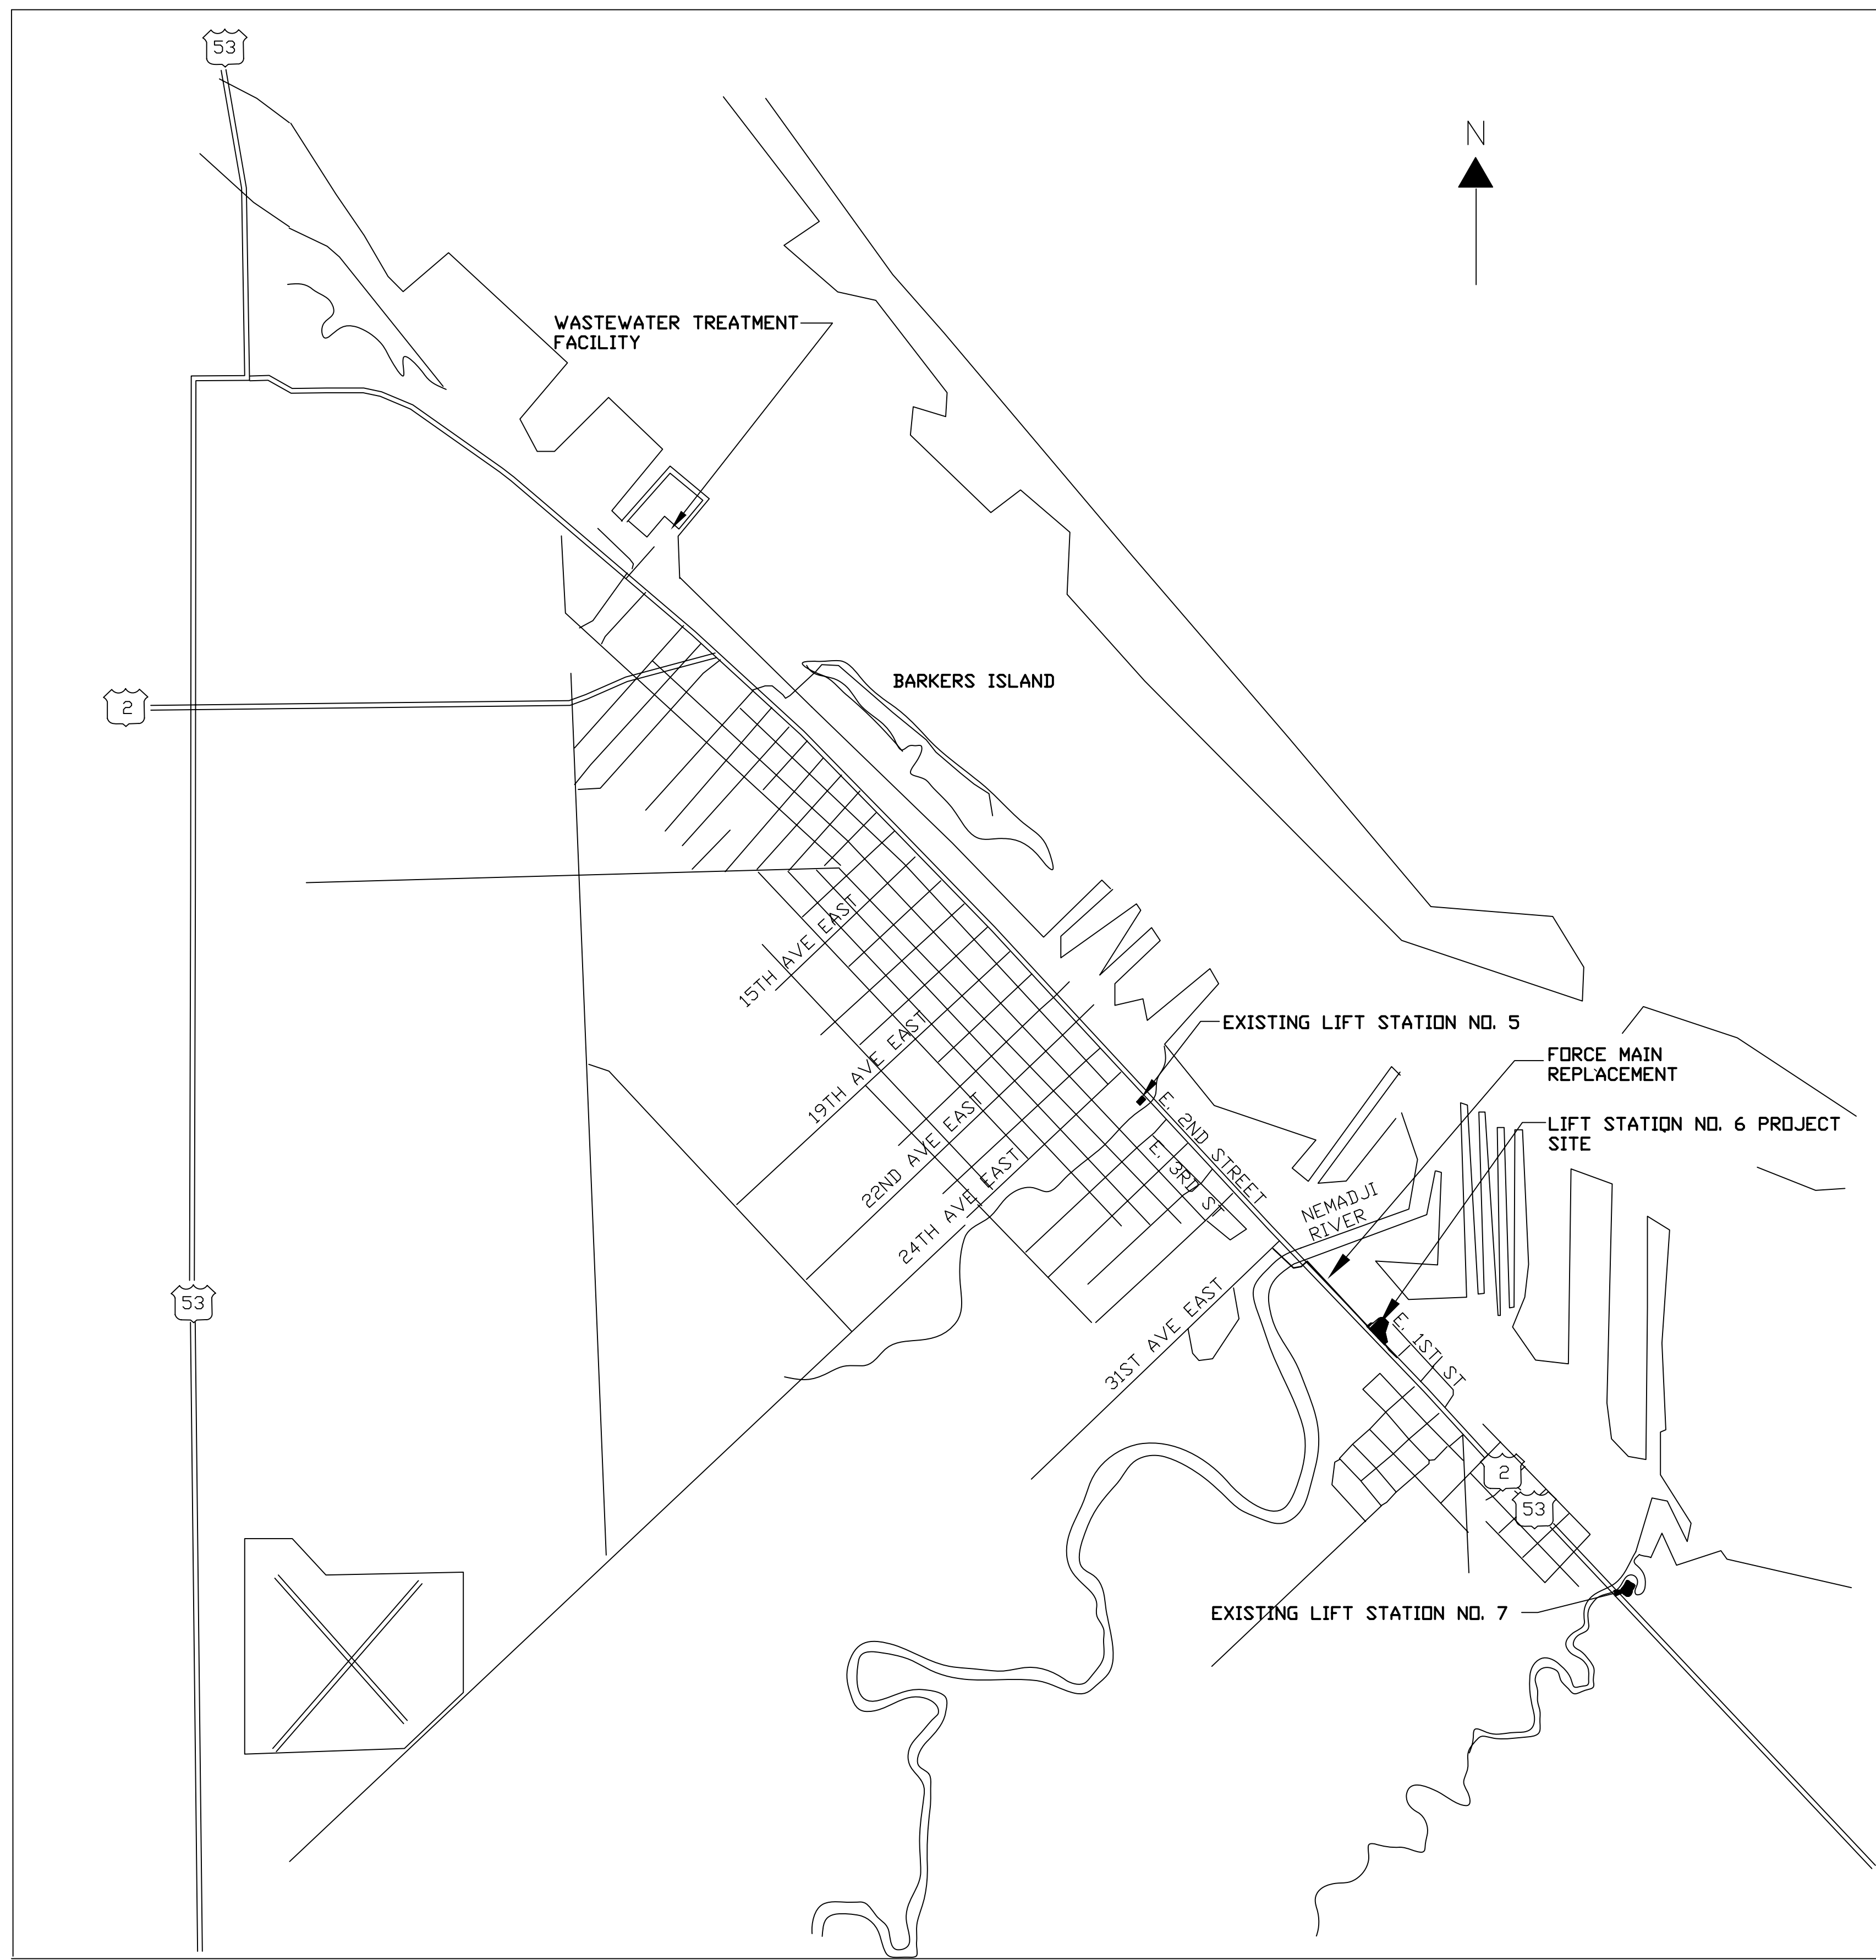 53
N
WASTEWATER TREATMENT
FACILITY
BARKERS ISLAND
2
15TH AVE EAST
19TH AVE EAST
EXISTING LIFT STATION NO. 5
FORCE MAIN
REPLACEMENT
22ND AVE EAST
E. 2ND STREET
LIFT STATION NO. 6 PROJECT
SITE
24TH AVE EAST
E. 3RD ST
NEMADJI
RIVER
53
31ST AVE EAST
E. 1ST ST
2
53
EXISTING LIFT STATION NO. 7